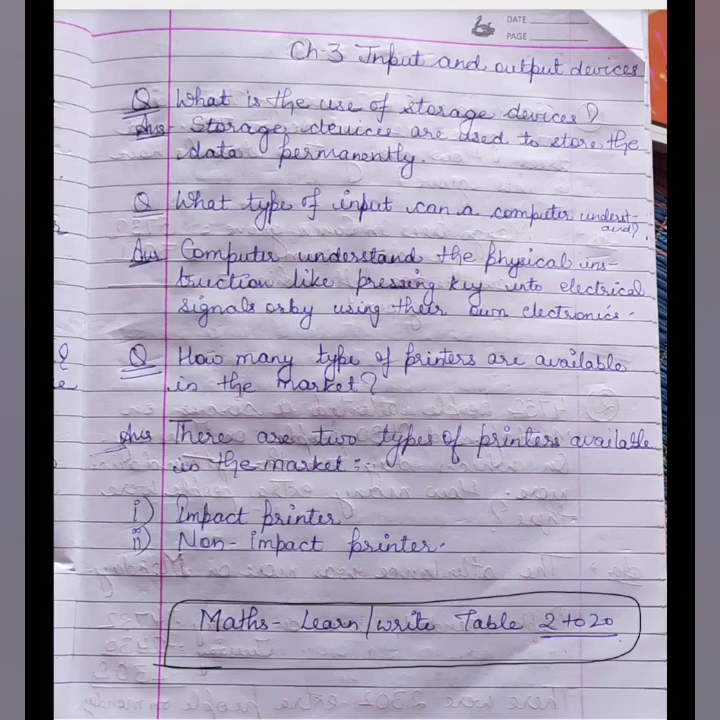 DATE
PAGE
Ch-3 Input and output devices
Q What is the use of storage devices?
Ans Storage devices are used to store the
data permanently.
Q What type of input can a computer underst-
and?
Ans Computer understand the physical ins-
truction like pressing key into electrical
signals or by using their own electronics.
Q How many type of printers are available
in the market?
Ans There are two types of printers available
in the market :-
i) Impact printer
ii) Non-impact printer.
Maths- Learn/write Table 2 to 20